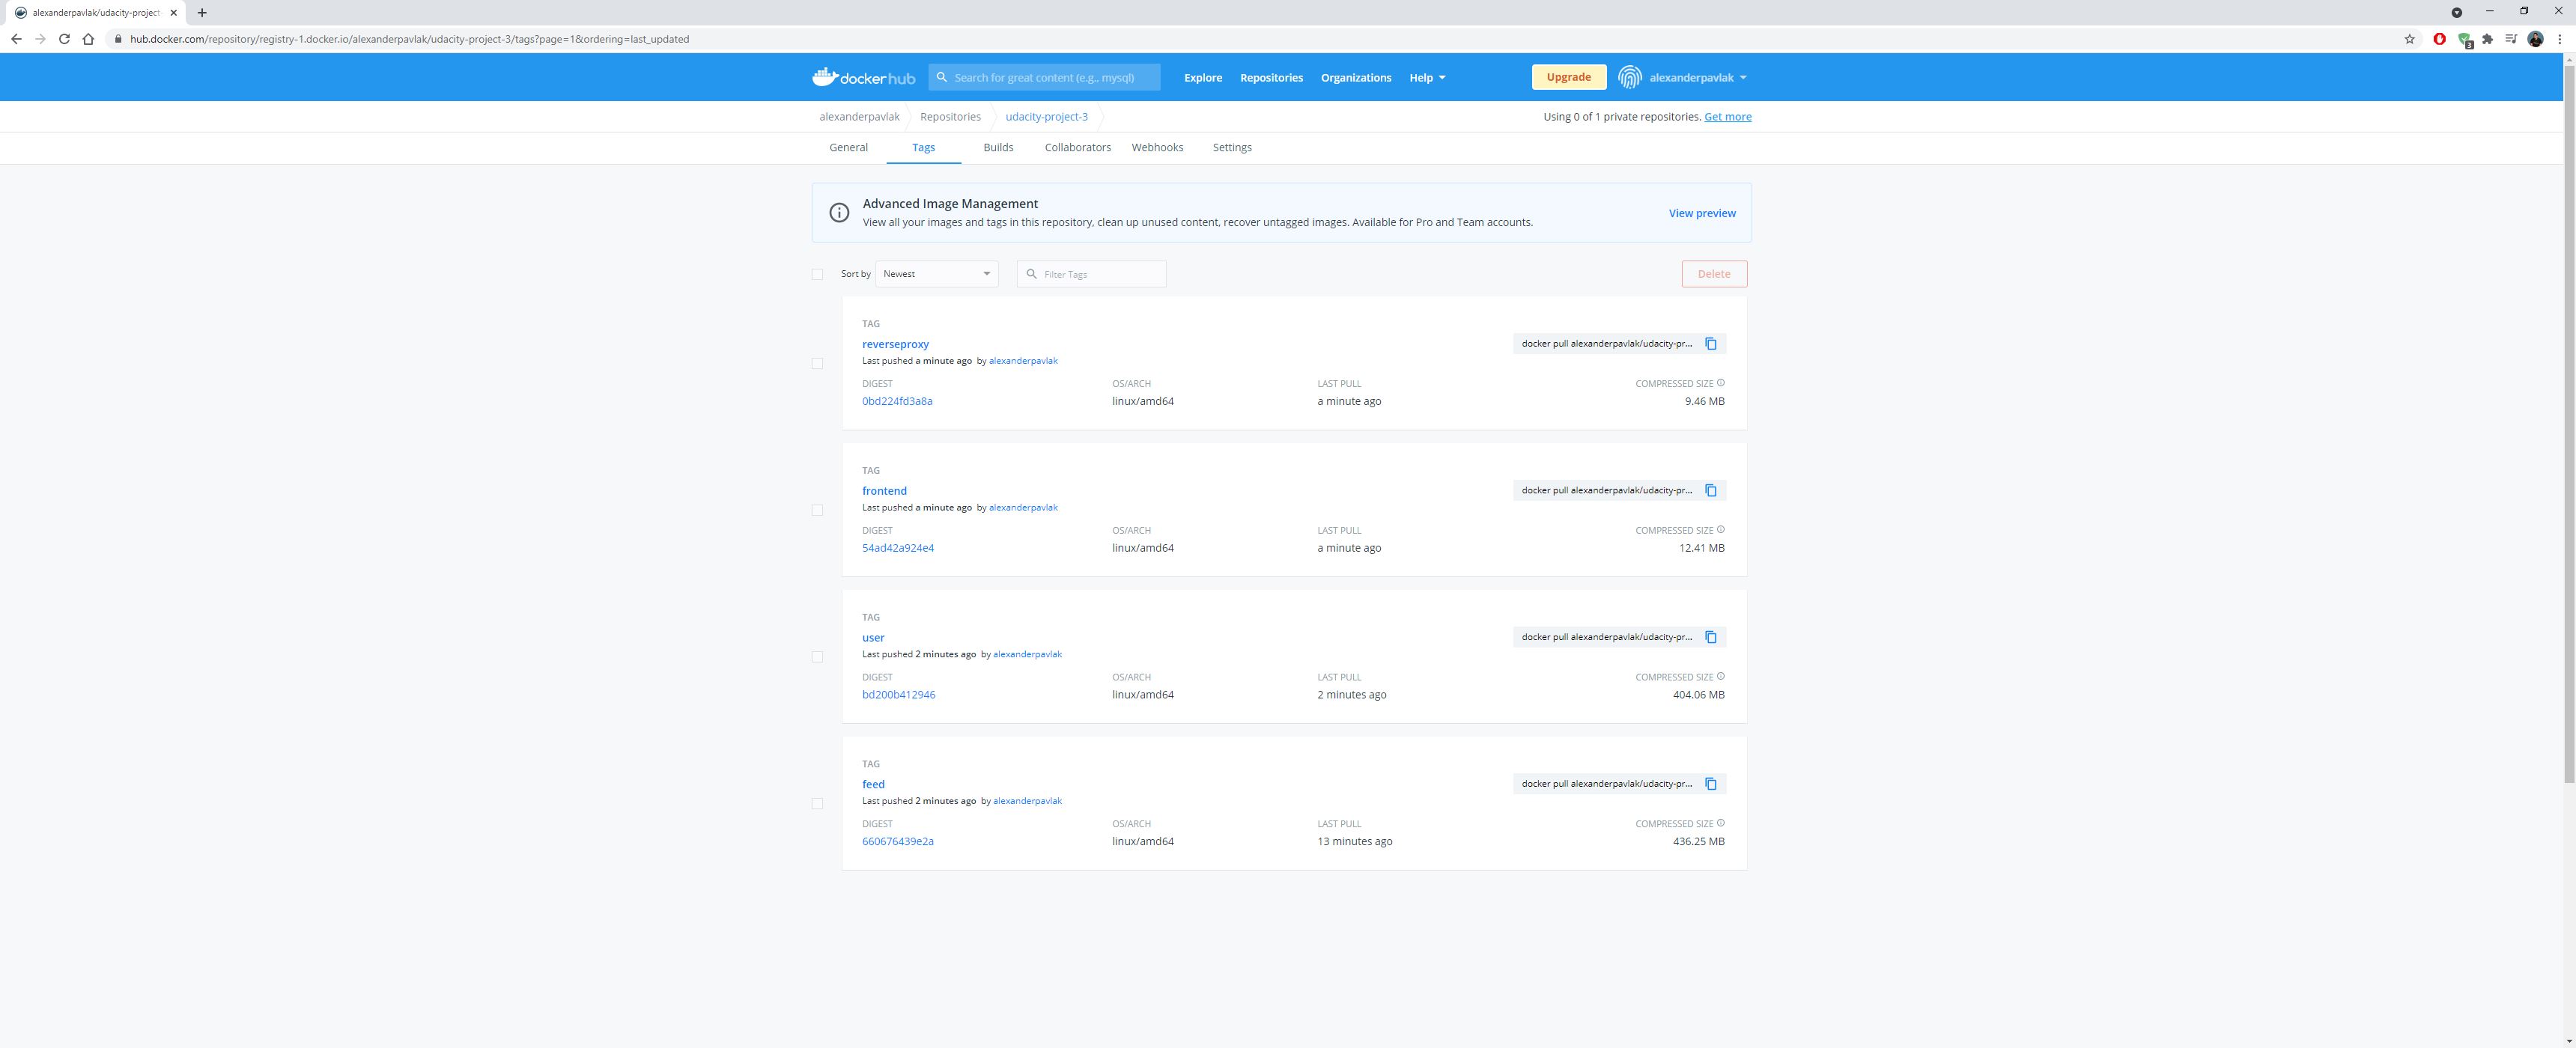 alexanderpavlak/udacity-project-
hub.docker.com/repository/registry-1.docker.io/alexanderpavlak/udacity-project-3/tags?page=1&ordering=last_updated
3
dockerhub
Search for great content (e.g., mysql)
Explore
Repositories
Organizations
Help
Upgrade
alexanderpavlak
alexanderpavlak
Repositories
udacity-project-3
Using 0 of 1 private repositories. Get more
General
Tags
Builds
Collaborators
Webhooks
Settings
Advanced Image Management
View all your images and tags in this repository, clean up unused content, recover untagged images. Available for Pro and Team accounts.
View preview
Sort by
Newest
Filter Tags
Delete
TAG
reverseproxy
Last pushed a minute ago by alexanderpavlak
docker pull alexanderpavlak/udacity-pr...
DIGEST
OS/ARCH
LAST PULL
COMPRESSED SIZE
0bd224fd3a8a
linux/amd64
a minute ago
9.46 MB
TAG
frontend
Last pushed a minute ago by alexanderpavlak
docker pull alexanderpavlak/udacity-pr...
DIGEST
OS/ARCH
LAST PULL
COMPRESSED SIZE
54ad42a924e4
linux/amd64
a minute ago
12.41 MB
TAG
user
Last pushed 2 minutes ago by alexanderpavlak
docker pull alexanderpavlak/udacity-pr...
DIGEST
OS/ARCH
LAST PULL
COMPRESSED SIZE
bd200b412946
linux/amd64
2 minutes ago
404.06 MB
TAG
feed
Last pushed 2 minutes ago by alexanderpavlak
docker pull alexanderpavlak/udacity-pr...
DIGEST
OS/ARCH
LAST PULL
COMPRESSED SIZE
660676439e2a
linux/amd64
13 minutes ago
436.25 MB